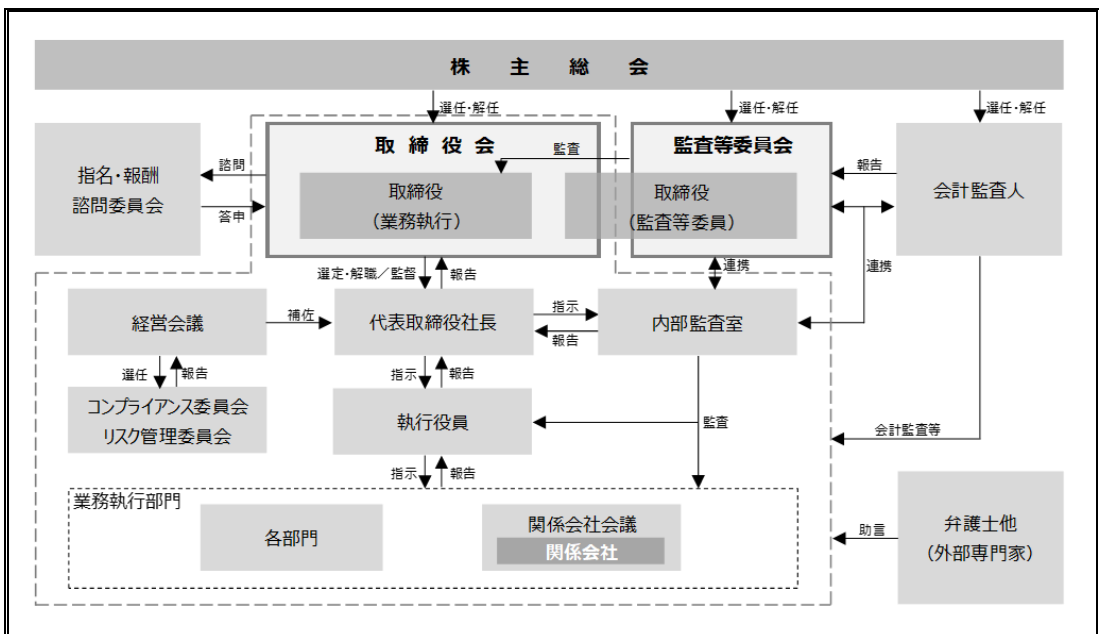 株 主 総 会
選任・解任
選任・解任
選任・解任
取 締 役 会
監査等委員会
監査
指名・報酬
諮問委員会
諮問
答申
取締役
(業務執行)
取締役
(監査等委員)
報告
会計監査人
選定・解職／監督
報告
連携
連携
経営会議
補佐
代表取締役社長
指示
報告
内部監査室
選任
報告
指示
報告
コンプライアンス委員会
リスク管理委員会
執行役員
監査
会計監査等
指示
報告
業務執行部門
各部門
関係会社会議
関係会社
助言
弁護士他
(外部専門家)